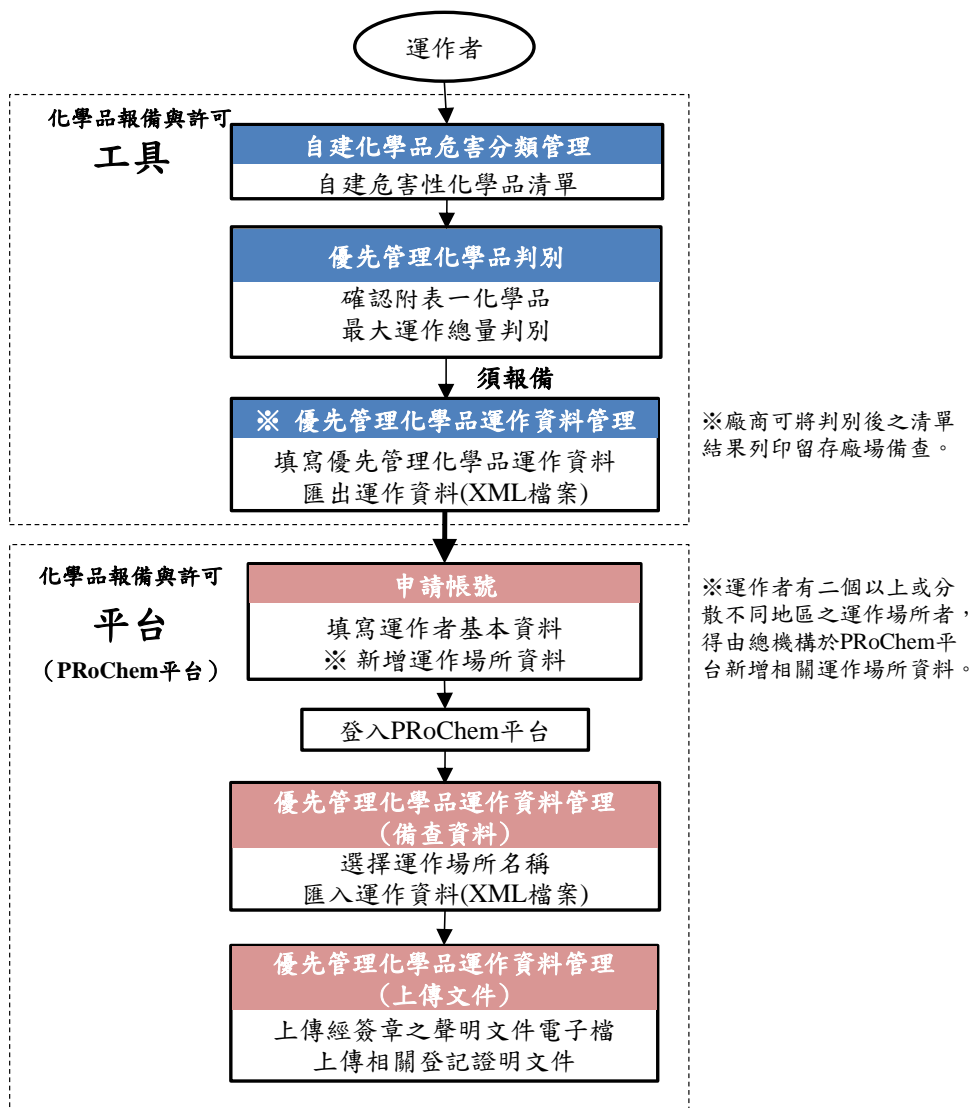 運作者
化學品報備與許可
工具
自建化學品危害分類管理
自建危害性化學品清單
優先管理化學品判別
確認附表一化學品
最大運作總量判別
須報備
※ 優先管理化學品運作資料管理
填寫優先管理化學品運作資料
匯出運作資料(XML檔案)
※廠商可將判別後之清單
結果列印留存廠場備查。
化學品報備與許可
平台
（PRoChem平台）
申請帳號
填寫運作者基本資料
※ 新增運作場所資料
※運作者有二個以上或分
散不同地區之運作場所者，
得由總機構於PRoChem平
台新增相關運作場所資料。
登入PRoChem平台
優先管理化學品運作資料管理
（備查資料）
選擇運作場所名稱
匯入運作資料(XML檔案)
優先管理化學品運作資料管理
（上傳文件）
上傳經簽章之聲明文件電子檔
上傳相關登記證明文件